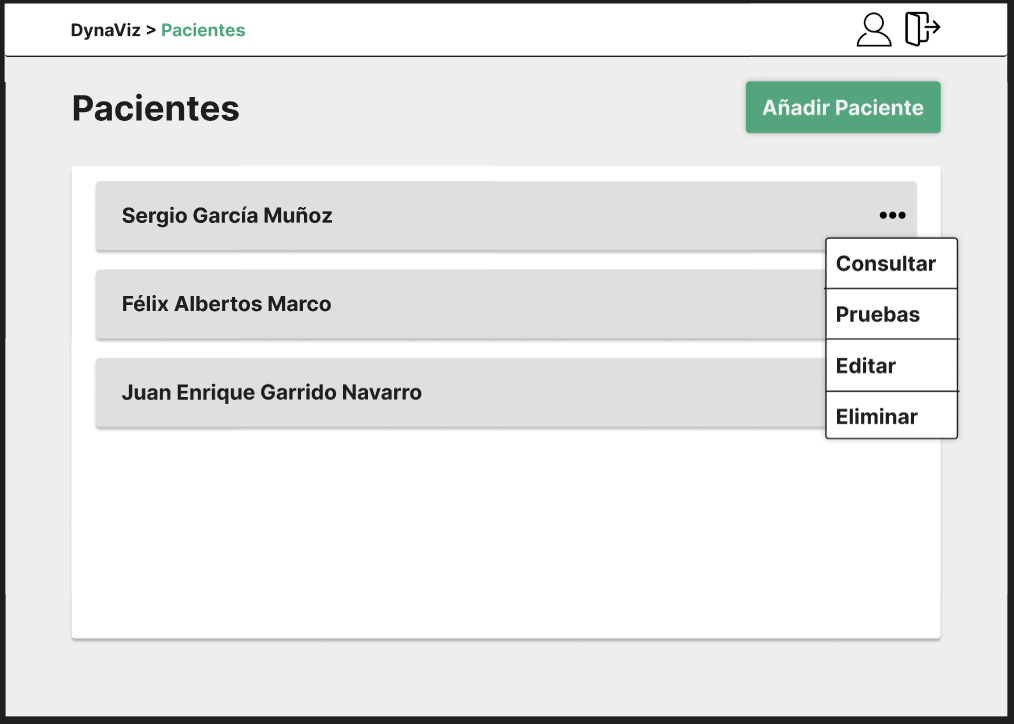 DynaViz > Pacientes
Pacientes
Añadir Paciente
Sergio García Muñoz
Félix Albertos Marco
Juan Enrique Garrido Navarro
Consultar
Pruebas
Editar
Eliminar